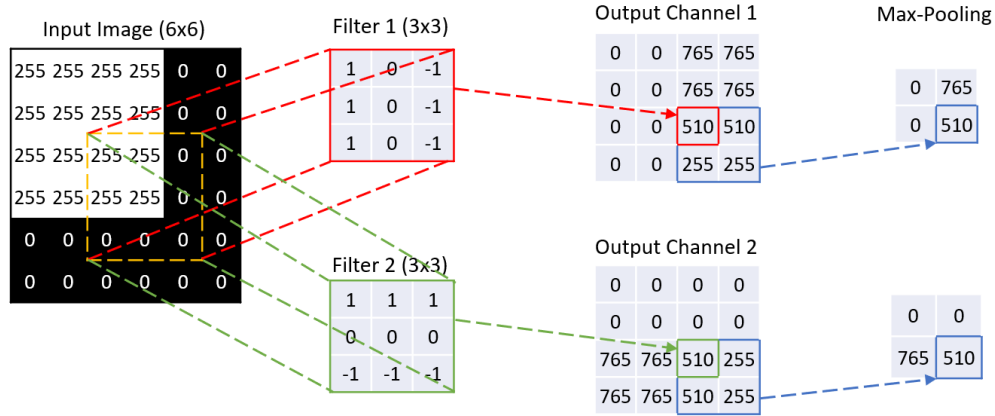 Input Image (6x6)
255 255 255 255 0 0
255 255 255 255 0 0
255 255 255 255 0 0
255 255 255 255 0 0
0 0 0 0 0 0
0 0 0 0 0 0
Filter 1 (3x3)
1 0 -1
1 0 -1
1 0 -1
Filter 2 (3x3)
1 1 1
0 0 0
-1 -1 -1
Output Channel 1
0 0 765 765
0 0 765 765
0 0 510 510
0 0 255 255
Output Channel 2
0 0 0 0
0 0 0 0
765 765 510 255
765 765 510 255
Max-Pooling
0 765
0 510
0 0
765 510